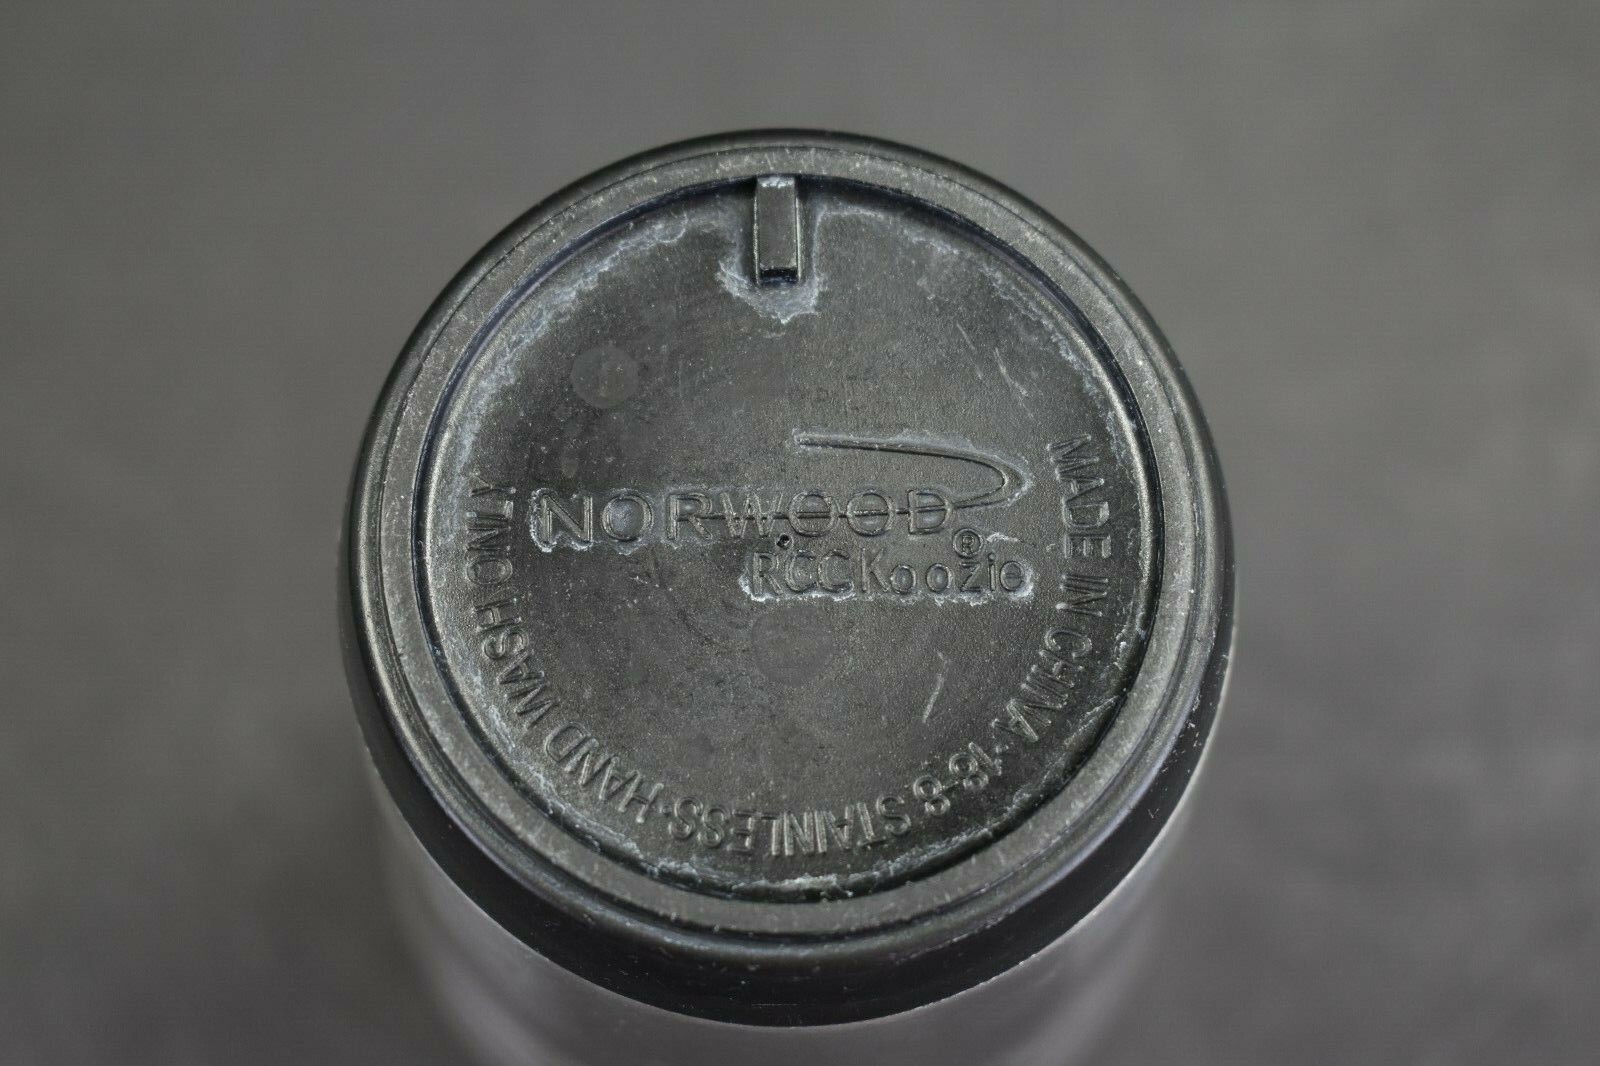 NORWOOD®
RCC Koozie
MADE IN CHINA · 18-8 STAINLESS · HAND WASH ONLY